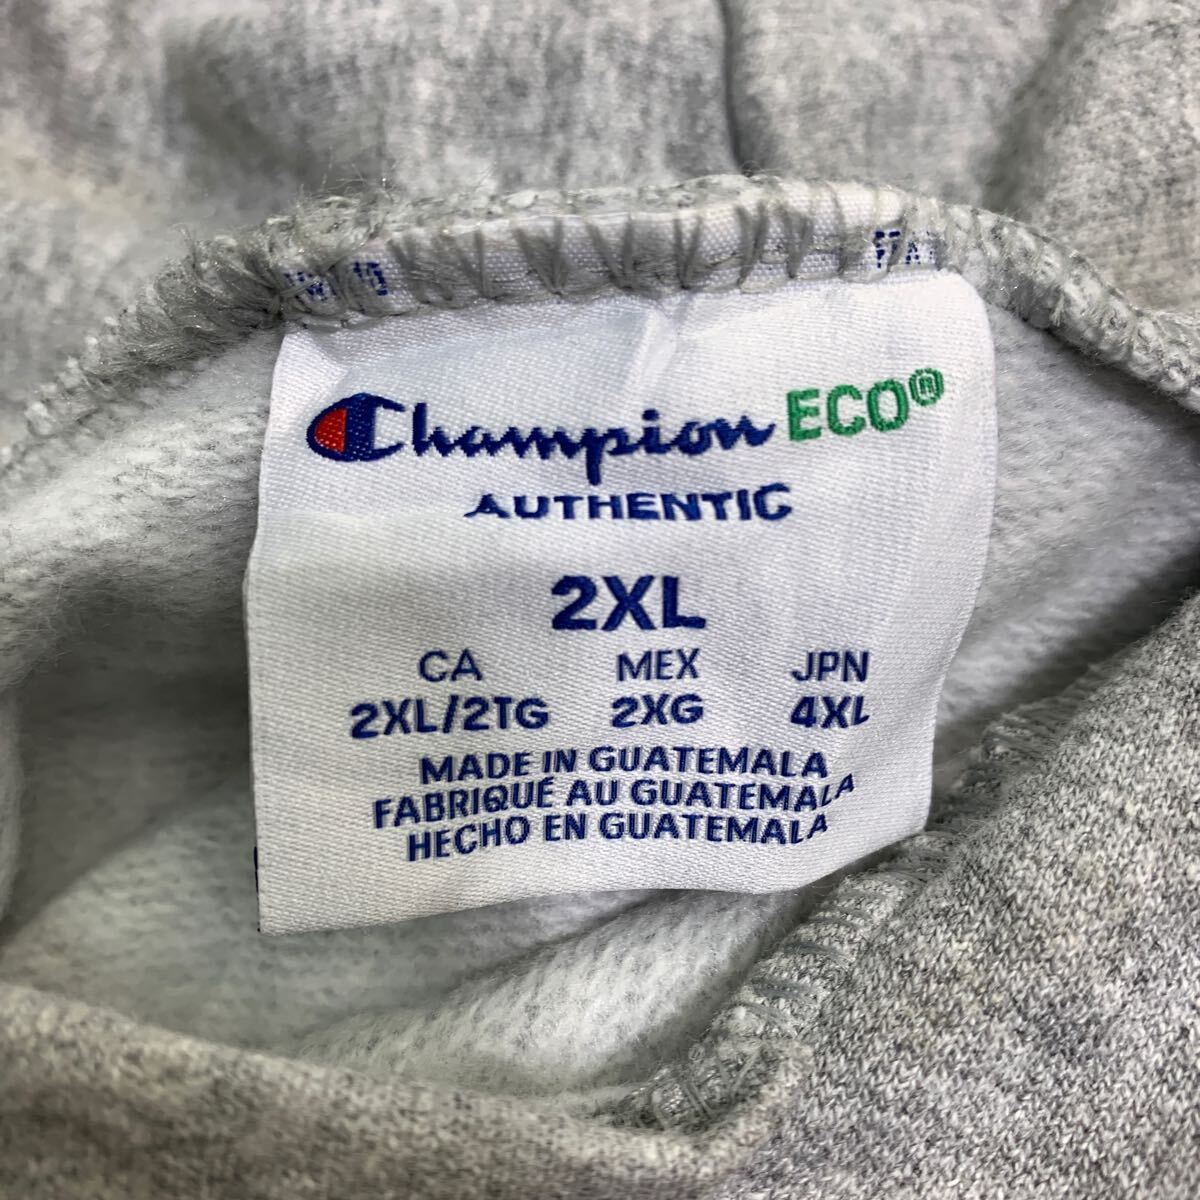 Champion ECO®
AUTHENTIC
2XL
CA MEX JPN
2XL/2TG 2XG 4XL
MADE IN GUATEMALA
FABRIQUÉ AU GUATEMALA
HECHO EN GUATEMALA